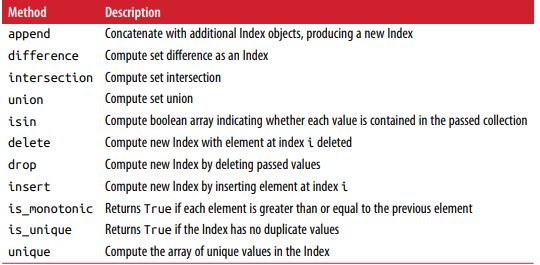 Method Description
append Concatenate with additional Index objects, producing a new Index
difference Compute set difference as an Index
intersection Compute set intersection
union Compute set union
isin Compute boolean array indicating whether each value is contained in the passed collection
delete Compute new Index with element at index i deleted
drop Compute new Index by deleting passed values
insert Compute new Index by inserting element at index i
is_monotonic Returns True if each element is greater than or equal to the previous element
is_unique Returns True if the Index has no duplicate values
unique Compute the array of unique values in the Index